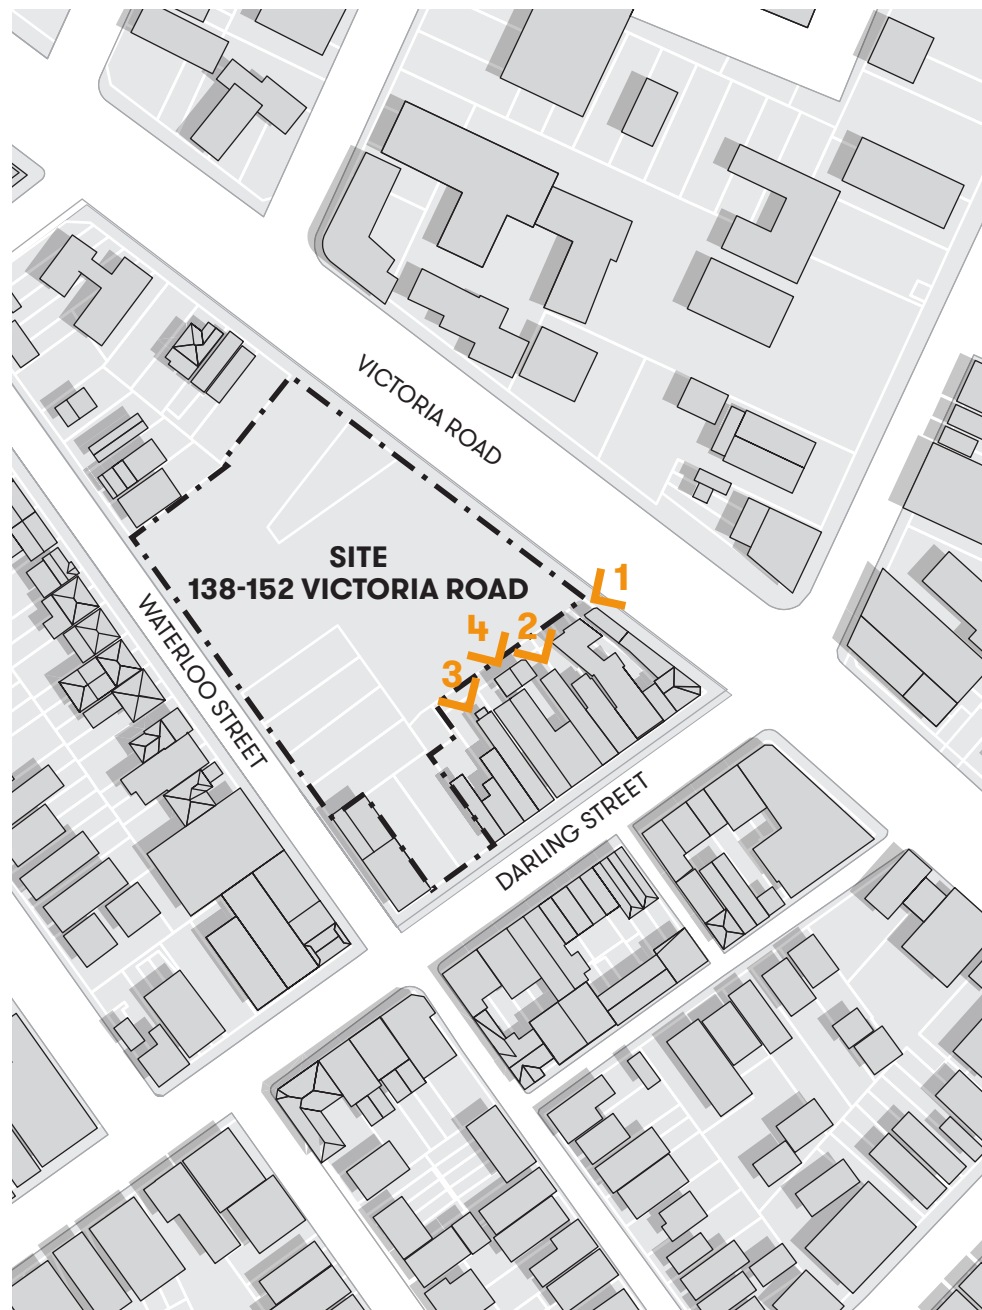 VICTORIA ROAD
SITE
138-152 VICTORIA ROAD
1
2
4
3
WATERLOO STREET
DARLING STREET